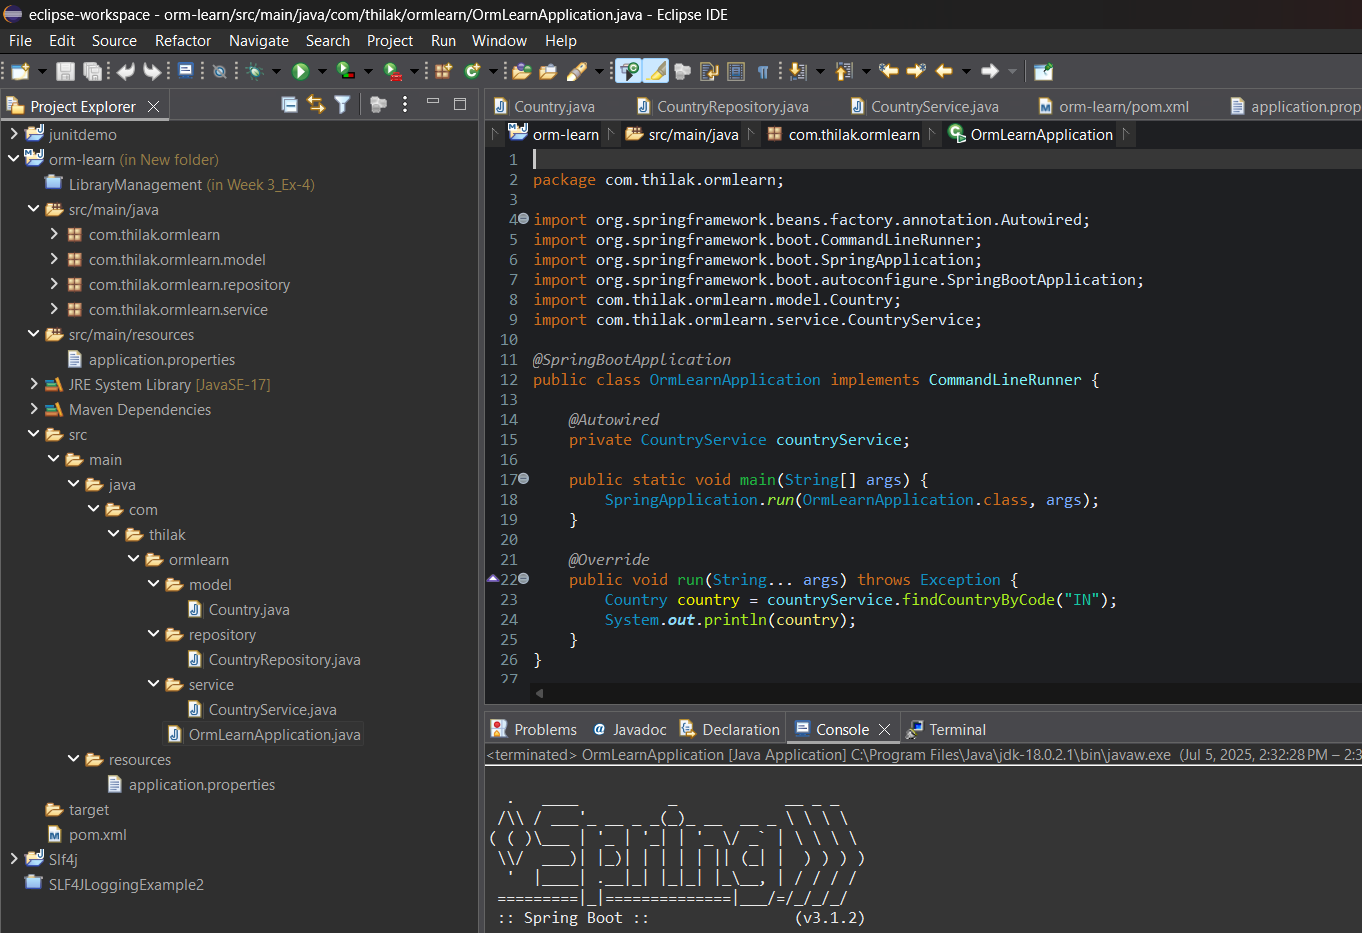 eclipse-workspace - orm-learn/src/main/java/com/thilak/ormlearn/OrmLearnApplication.java - Eclipse IDE
File Edit Source Refactor Navigate Search Project Run Window Help
Project Explorer
junitdemo
orm-learn (in New folder)
LibraryManagement (in Week 3_Ex-4)
src/main/java
com.thilak.ormlearn
com.thilak.ormlearn.model
com.thilak.ormlearn.repository
com.thilak.ormlearn.service
src/main/resources
application.properties
JRE System Library [JavaSE-17]
Maven Dependencies
src
main
java
com
thilak
ormlearn
model
Country.java
repository
CountryRepository.java
service
CountryService.java
OrmLearnApplication.java
resources
application.properties
target
pom.xml
Slf4j
SLF4JLoggingExample2
Country.java CountryRepository.java CountryService.java orm-learn/pom.xml application.prop
orm-learn src/main/java com.thilak.ormlearn OrmLearnApplication
1
2 package com.thilak.ormlearn;
3
4 import org.springframework.beans.factory.annotation.Autowired;
5 import org.springframework.boot.CommandLineRunner;
6 import org.springframework.boot.SpringApplication;
7 import org.springframework.boot.autoconfigure.SpringBootApplication;
8 import com.thilak.ormlearn.model.Country;
9 import com.thilak.ormlearn.service.CountryService;
10
11 @SpringBootApplication
12 public class OrmLearnApplication implements CommandLineRunner {
13
14 @Autowired
15 private CountryService countryService;
16
17 public static void main(String[] args) {
18 SpringApplication.run(OrmLearnApplication.class, args);
19 }
20
21 @Override
22 public void run(String... args) throws Exception {
23 Country country = countryService.findCountryByCode("IN");
24 System.out.println(country);
25 }
26 }
27
Problems Javadoc Declaration Console Terminal
<terminated> OrmLearnApplication [Java Application] C:\Program Files\Java\jdk-18.0.2.1\bin\javaw.exe (Jul 5, 2025, 2:32:28 PM – 2:3
  .   ____          _            __ _ _
 /\\ / ___'_ __ _ _(_)_ __  __ _ \ \ \ \
( ( )\___ | '_ | '_| | '_ \/ _` | \ \ \ \
 \\/  ___)| |_)| | | | | || (_| |  ) ) ) )
  '  |____| .__|_| |_|_| |_\__, | / / / /
 =========|_|==============|___/=/_/_/_/
 :: Spring Boot :: (v3.1.2)